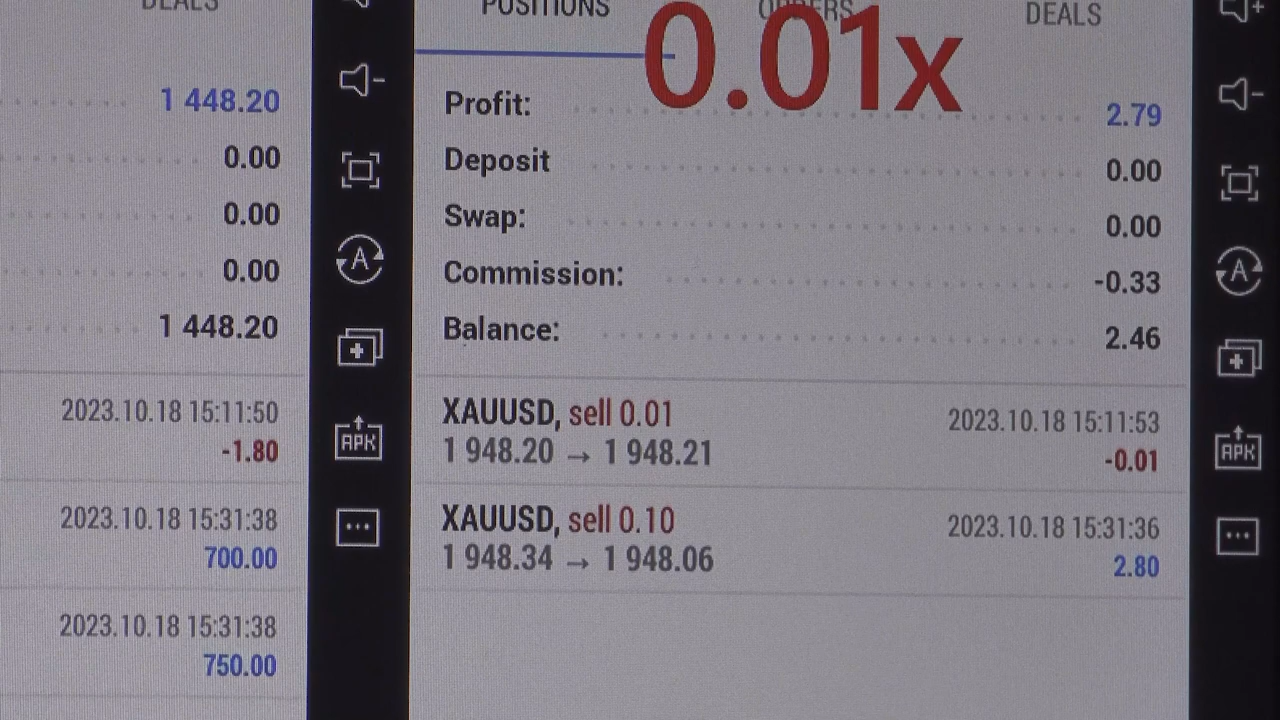 DEALS
1 448.20
0.00
0.00
0.00
1 448.20
2023.10.18 15:11:50
-1.80
2023.10.18 15:31:38
700.00
2023.10.18 15:31:38
750.00
A
APK
POSITIONS
ORDERS
DEALS
0.01x
Profit: 2.79
Deposit 0.00
Swap: 0.00
Commission: -0.33
Balance: 2.46
XAUUSD, sell 0.01 2023.10.18 15:11:53
1 948.20 → 1 948.21 -0.01
XAUUSD, sell 0.10 2023.10.18 15:31:36
1 948.34 → 1 948.06 2.80
A
APK